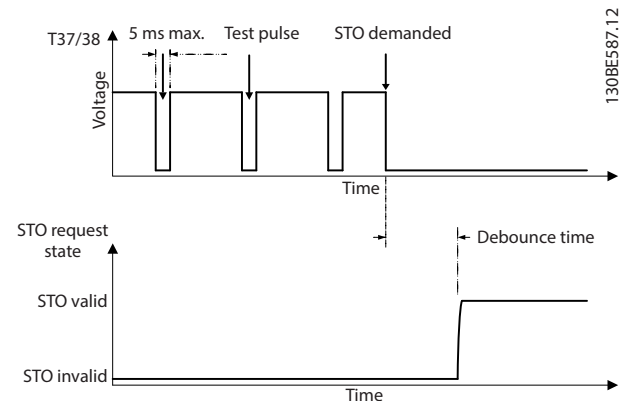 T37/38
5 ms max.
Test pulse
STO demanded
Voltage
Time
130BE587.12
STO request
state
Debounce time
STO valid
STO invalid
Time